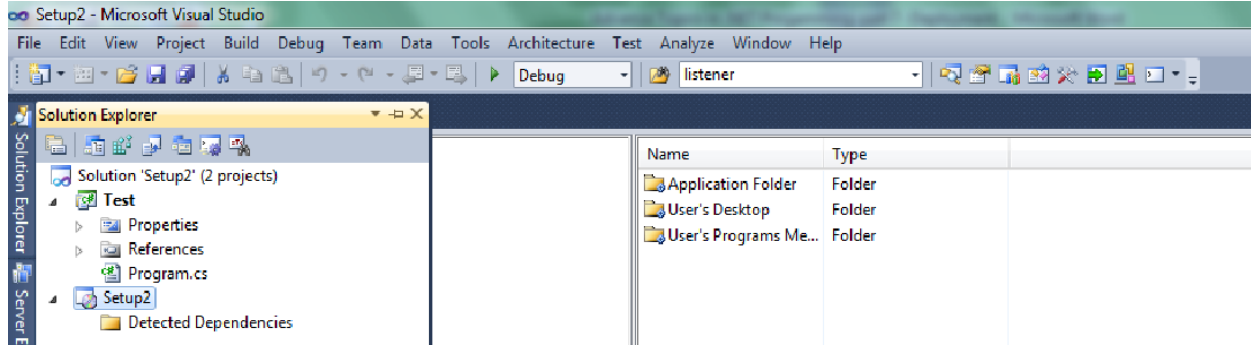 Setup2 - Microsoft Visual Studio
File Edit View Project Build Debug Team Data Tools Architecture Test Analyze Window Help
Debug listener
Solution Explorer
Solution 'Setup2' (2 projects)
Test
Properties
References
Program.cs
Setup2
Detected Dependencies
Solution Explorer
Server
Name Type
Application Folder Folder
User's Desktop Folder
User's Programs Me... Folder